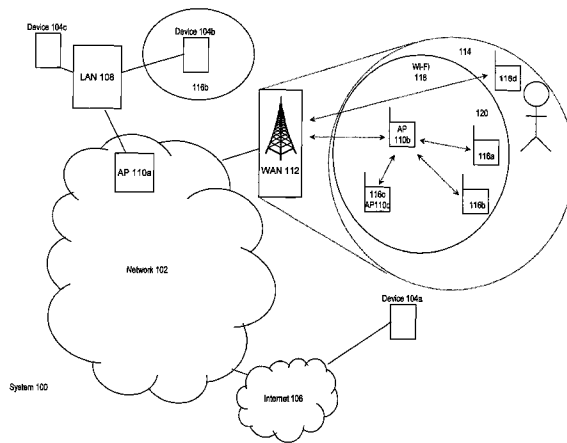 Device 104c
Device 104b
LAN 108
116b
AP 110a
WAN 112
Wi-Fi
118
114
116d
120
AP
110b
116a
116c
AP110c
116b
Network 102
Device 104a
System 100
Internet 106